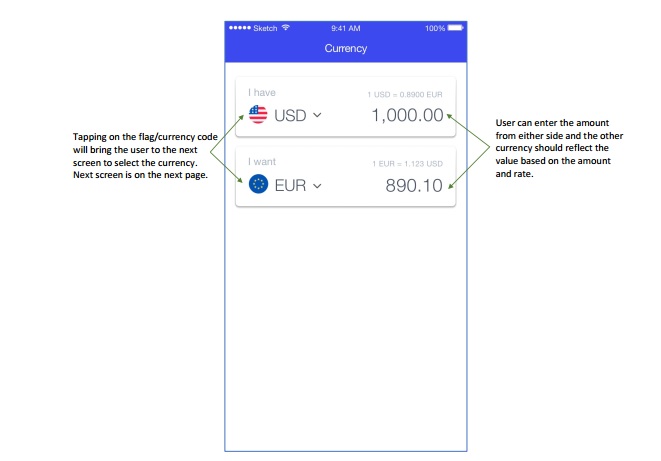 Sketch 9:41 AM 100%
Currency
I have 1 USD = 0.8900 EUR
USD 1,000.00
I want 1 EUR = 1.123 USD
EUR 890.10
Tapping on the flag/currency code
will bring the user to the next
screen to select the currency.
Next screen is on the next page.
User can enter the amount
from either side and the other
currency should reflect the
value based on the amount
and rate.